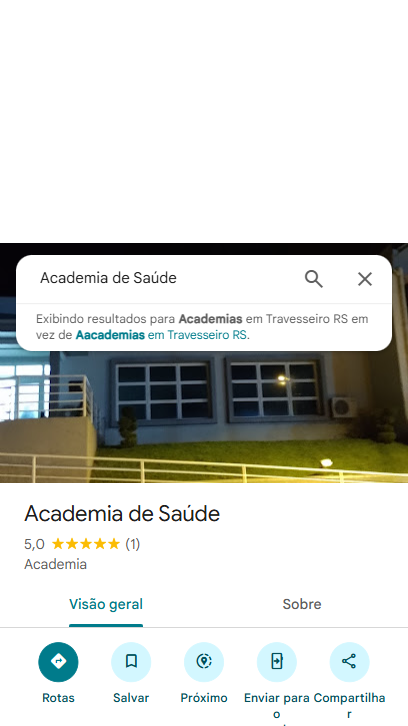 Academia de Saúde
Exibindo resultados para Academias em Travesseiro RS em
vez de Aacademias em Travesseiro RS.
Academia de Saúde
5,0 ★★★★★ (1)
Academia
Visão geral Sobre
Rotas Salvar Próximo Enviar para Compartilha
o r